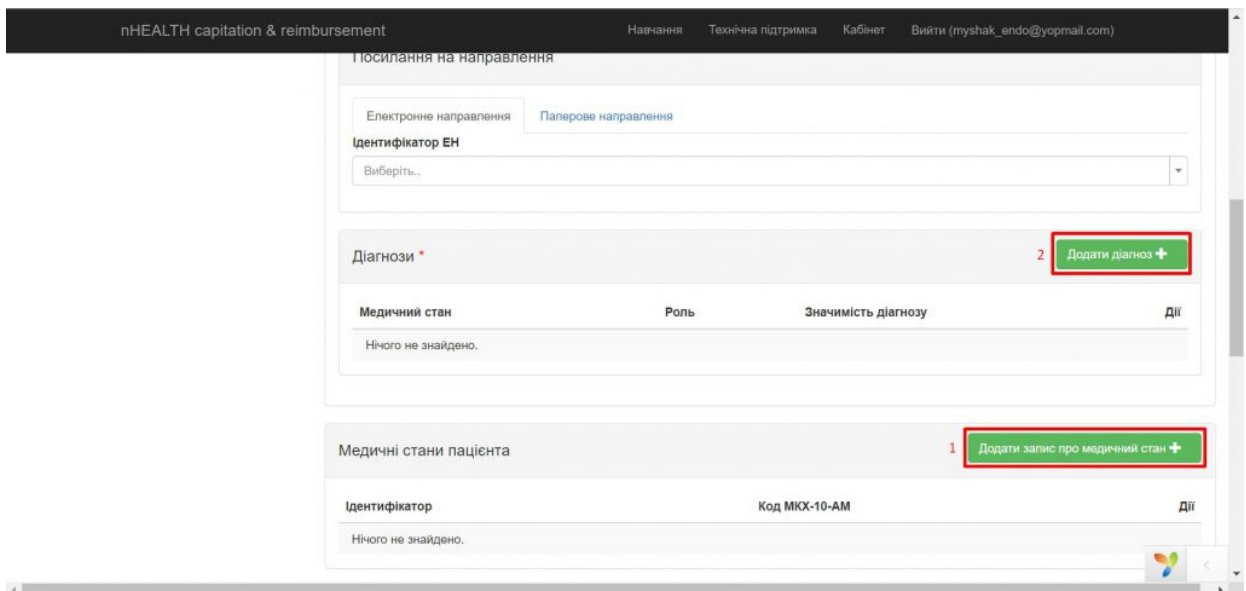 nHEALTH capitation & reimbursement Навчання Технічна підтримка Кабінет Вийти (myshak_endo@yopmail.com)
Посилання на направлення
Електронне направлення Паперове направлення
Ідентифікатор ЕН
Виберіть..
Діагнози * 2 Додати діагноз +
Медичний стан Роль Значимість діагнозу Дії
Нічого не знайдено.
Медичні стани пацієнта 1 Додати запис про медичний стан +
Ідентифікатор Код МКХ-10-АМ Дії
Нічого не знайдено.